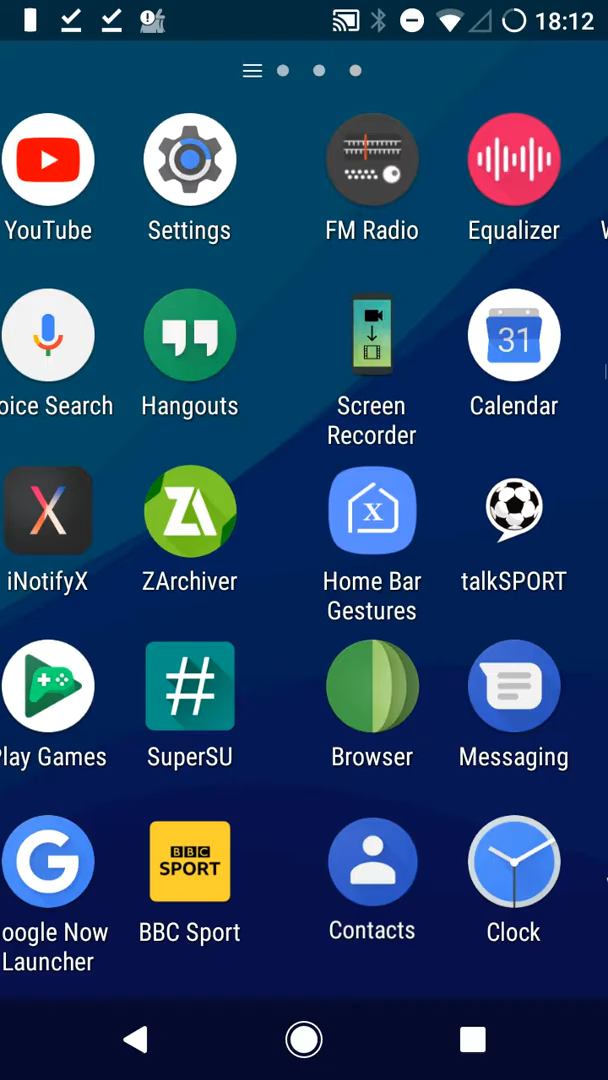 18:12
YouTube
Settings
FM Radio
Equalizer
oice Search
Hangouts
Screen
Recorder
31
Calendar
X
iNotifyX
ZA
ZArchiver
X
Home Bar
Gestures
talkSPORT
lay Games
#
SuperSU
Browser
Messaging
G
oogle Now
Launcher
BBC
SPORT
BBC Sport
Contacts
Clock